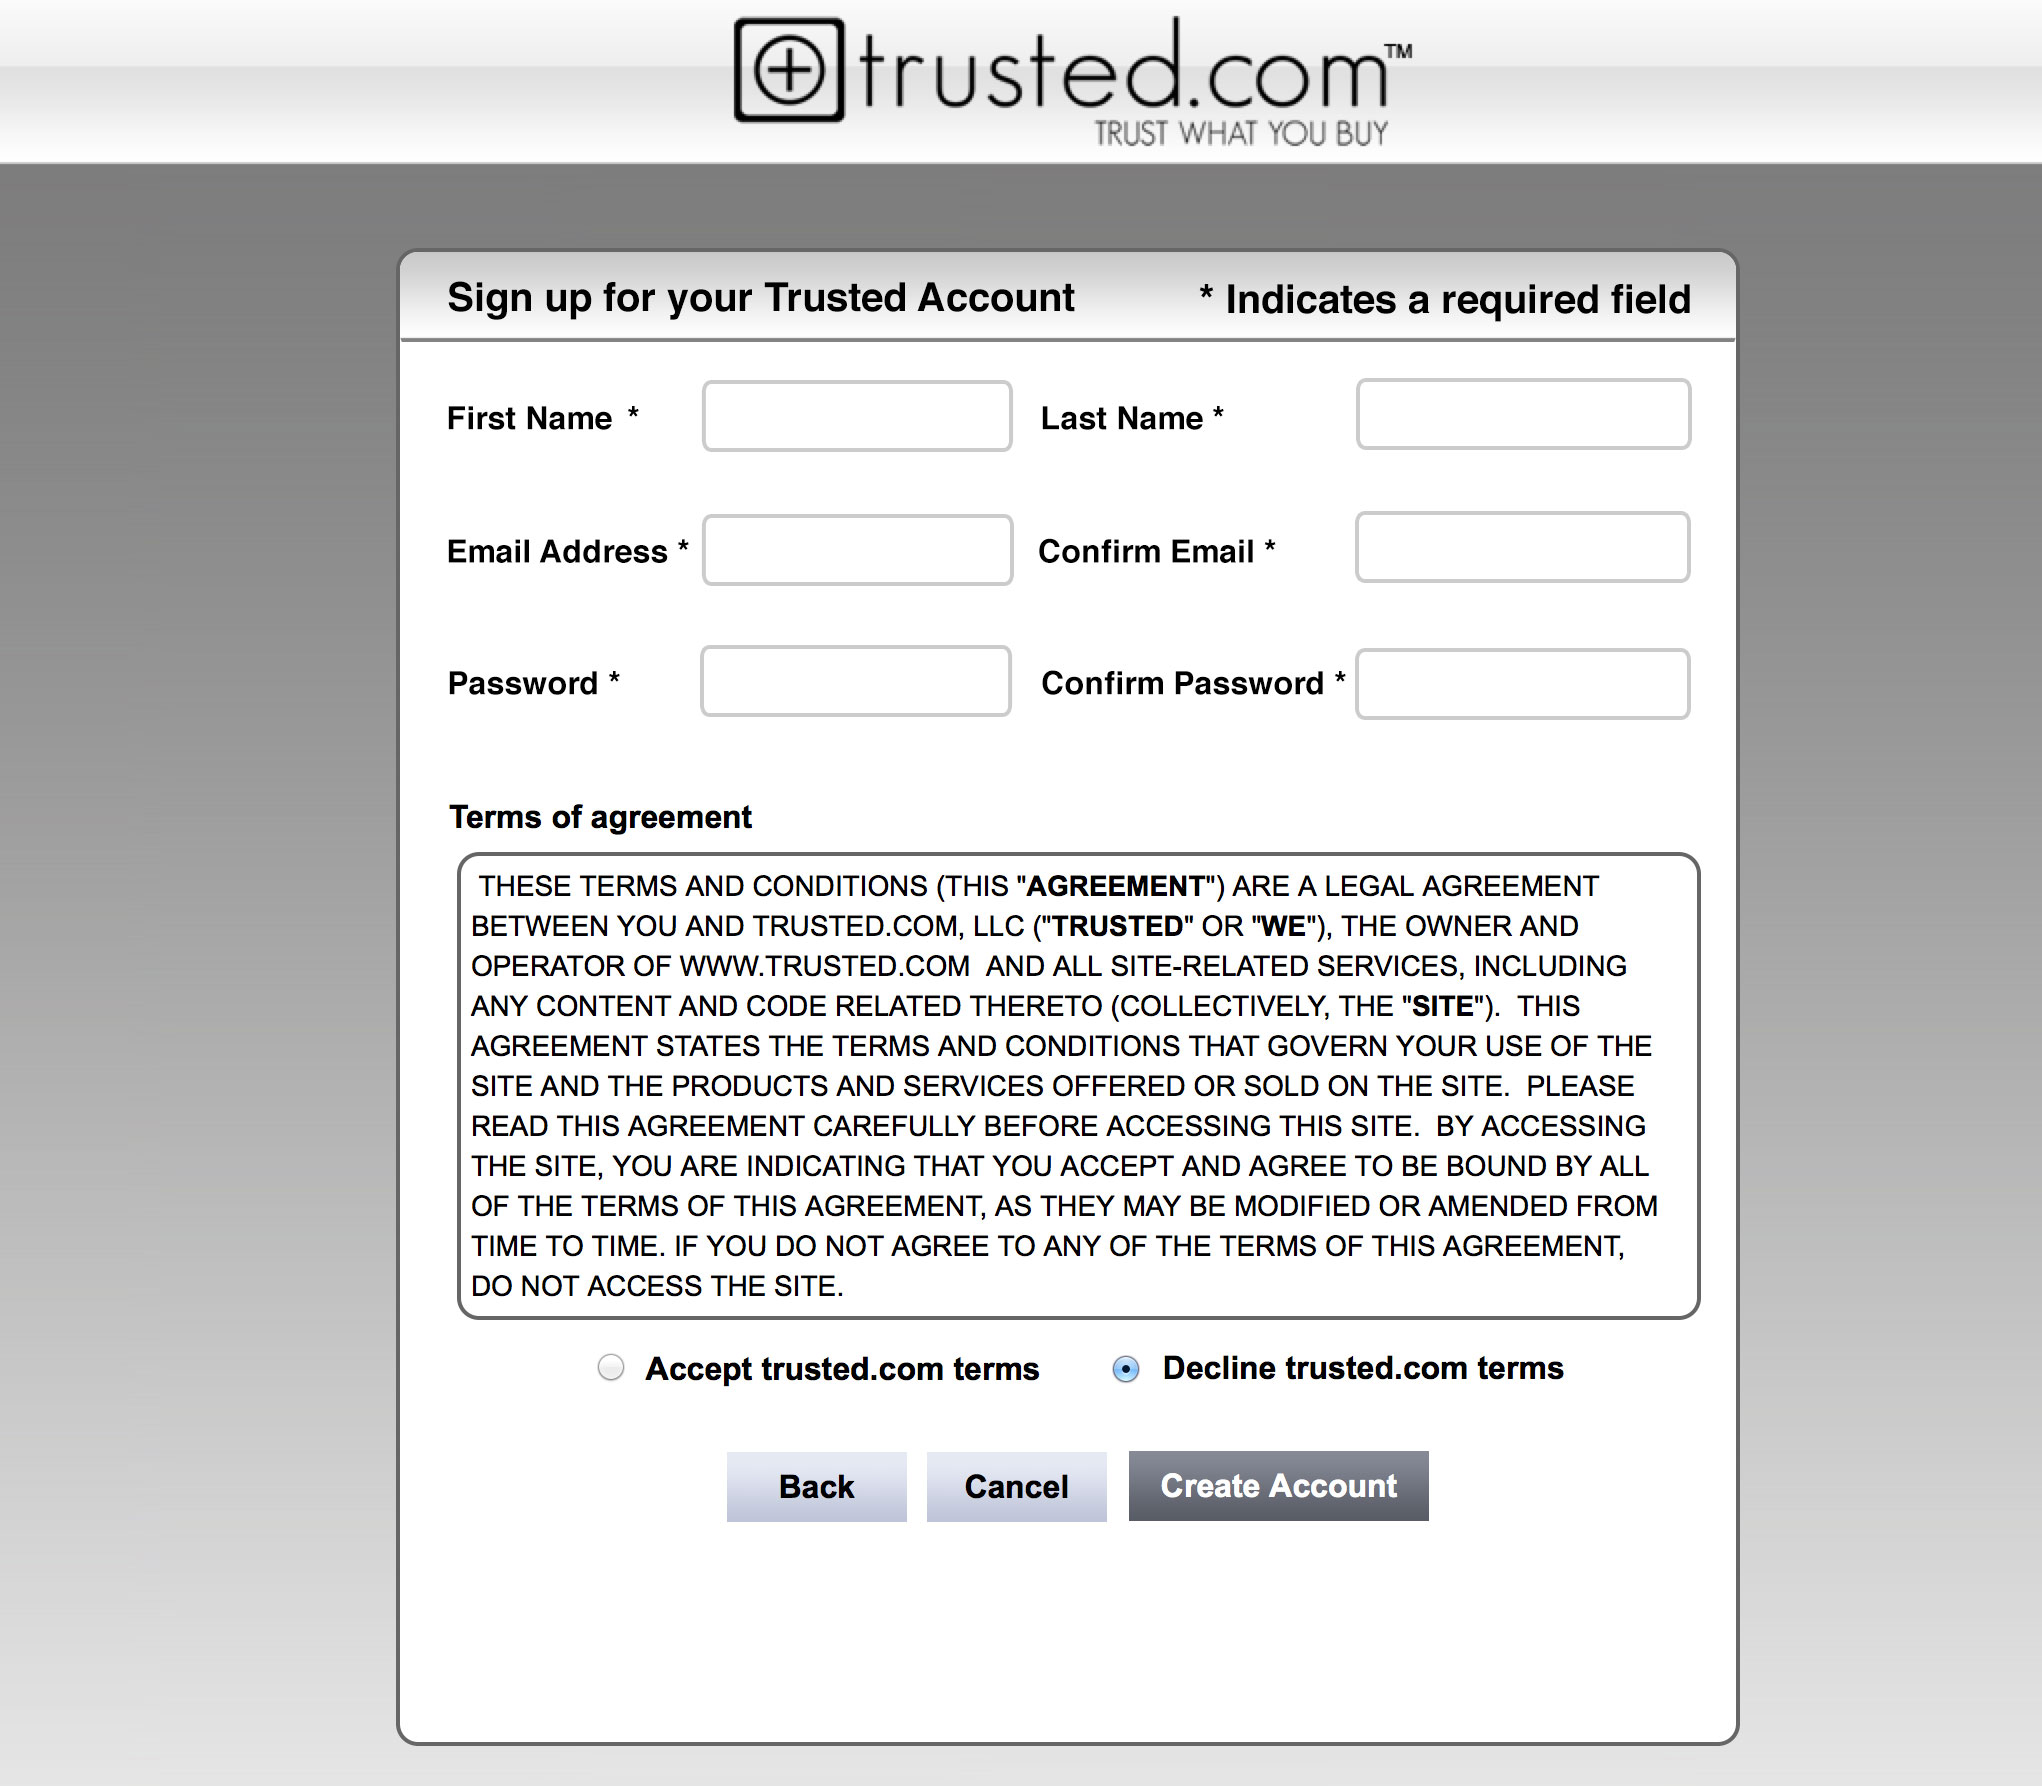 trusted.com™
TRUST WHAT YOU BUY
Sign up for your Trusted Account * Indicates a required field
First Name * Last Name *
Email Address * Confirm Email *
Password * Confirm Password *
Terms of agreement
THESE TERMS AND CONDITIONS (THIS "AGREEMENT") ARE A LEGAL AGREEMENT
BETWEEN YOU AND TRUSTED.COM, LLC ("TRUSTED" OR "WE"), THE OWNER AND
OPERATOR OF WWW.TRUSTED.COM AND ALL SITE-RELATED SERVICES, INCLUDING
ANY CONTENT AND CODE RELATED THERETO (COLLECTIVELY, THE "SITE"). THIS
AGREEMENT STATES THE TERMS AND CONDITIONS THAT GOVERN YOUR USE OF THE
SITE AND THE PRODUCTS AND SERVICES OFFERED OR SOLD ON THE SITE. PLEASE
READ THIS AGREEMENT CAREFULLY BEFORE ACCESSING THIS SITE. BY ACCESSING
THE SITE, YOU ARE INDICATING THAT YOU ACCEPT AND AGREE TO BE BOUND BY ALL
OF THE TERMS OF THIS AGREEMENT, AS THEY MAY BE MODIFIED OR AMENDED FROM
TIME TO TIME. IF YOU DO NOT AGREE TO ANY OF THE TERMS OF THIS AGREEMENT,
DO NOT ACCESS THE SITE.
Accept trusted.com terms Decline trusted.com terms
Back Cancel Create Account